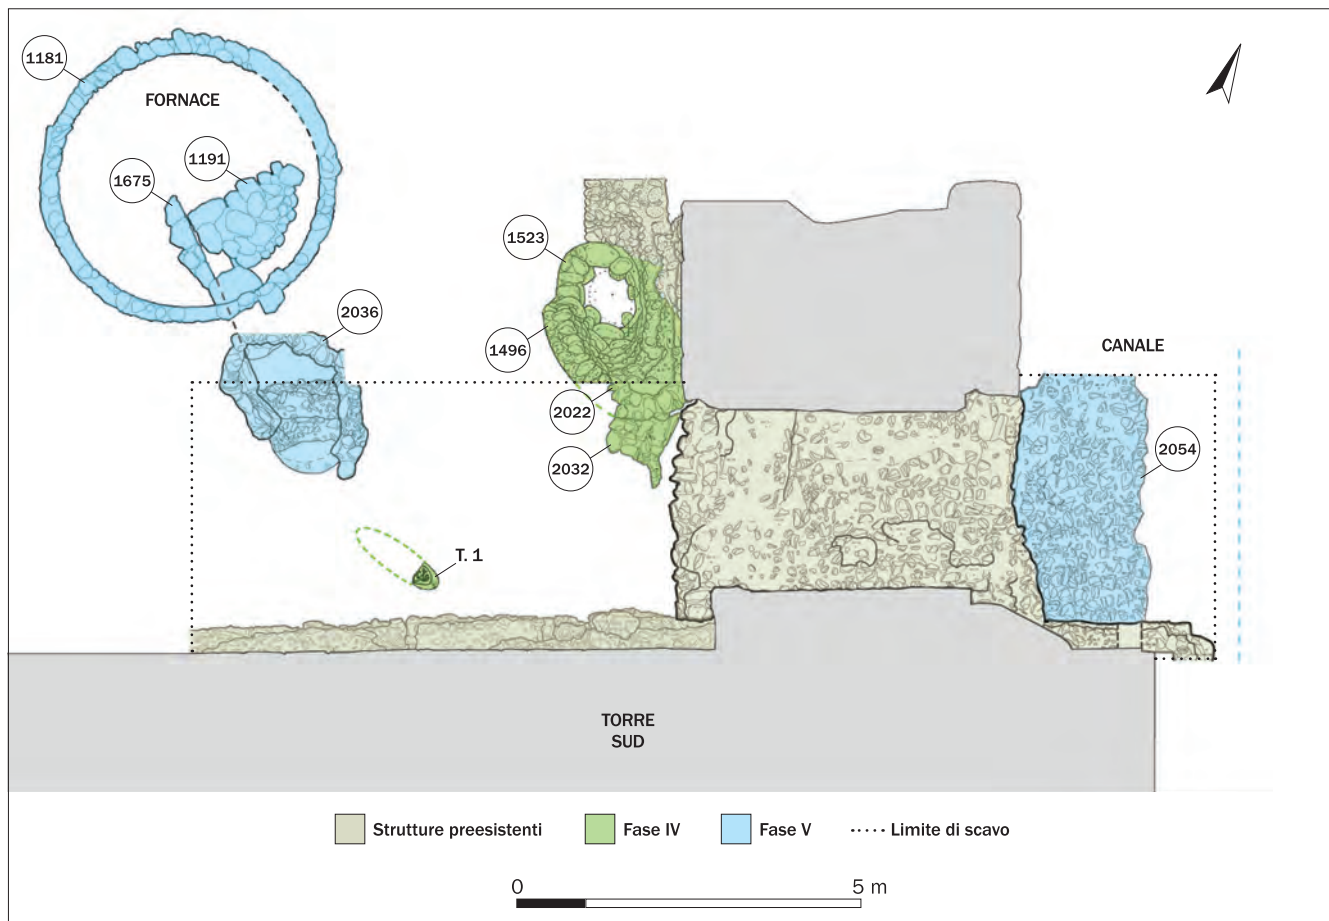 1181
FORNACE
1191
1675
1523
2036
1496
CANALE
2022
2054
2032
T. 1
TORRE
SUD
Strutture preesistenti
Fase IV
Fase V
Limite di scavo
0
5 m